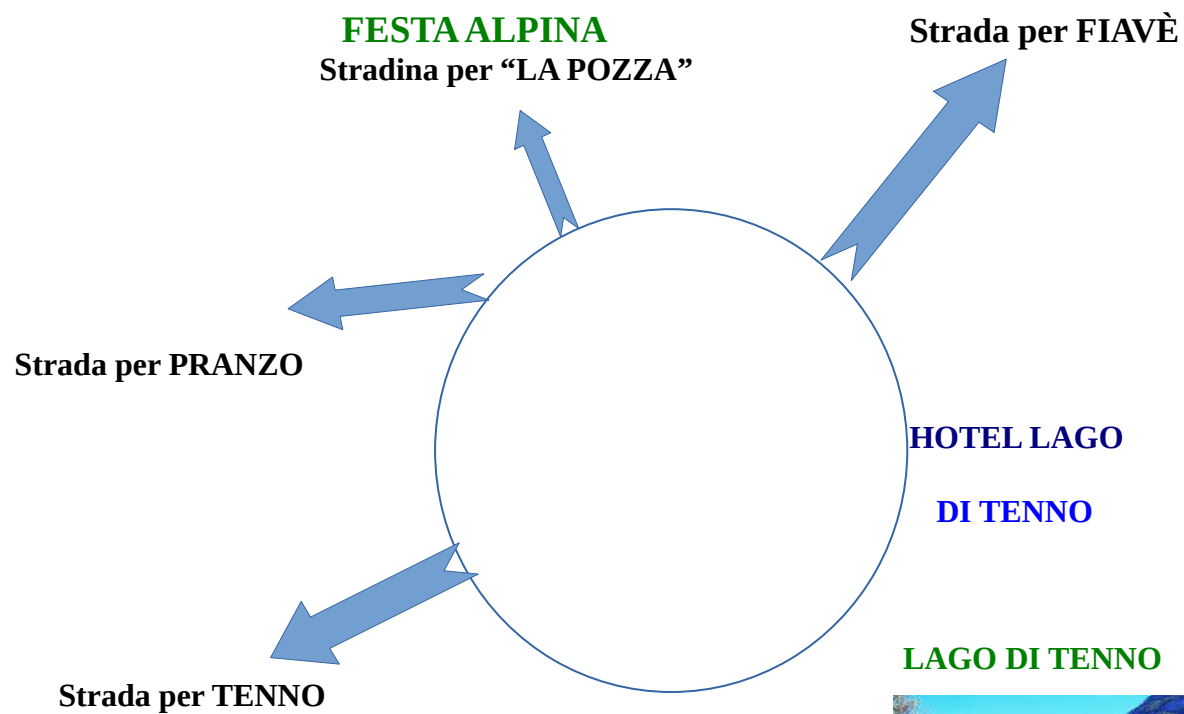 FESTA ALPINA
Stradina per “LA POZZA”
Strada per FIAVÈ
Strada per PRANZO
HOTEL LAGO
DI TENNO
LAGO DI TENNO
Strada per TENNO